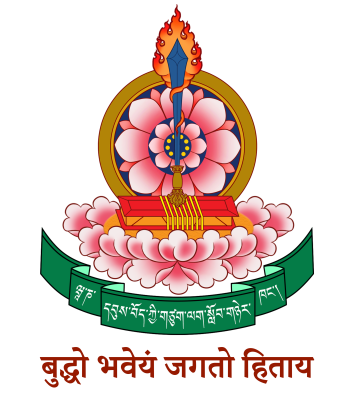 ཝཱ་ཎ་ དབུས་བོད་ཀྱི་གཙུག་ལག་སློབ་གཉེར་ ཁང་།
बुद्धो भवेयं जगतो हिताय